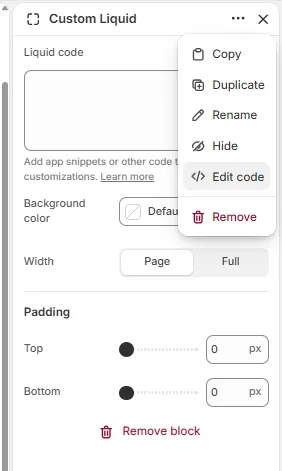 Custom Liquid
Liquid code
Copy
Duplicate
Rename
Hide
Edit code
Remove
Add app snippets or other code t
customizations. Learn more
Background
color
Defau
Width
Page
Full
Padding
Top
0
px
Bottom
0
px
Remove block